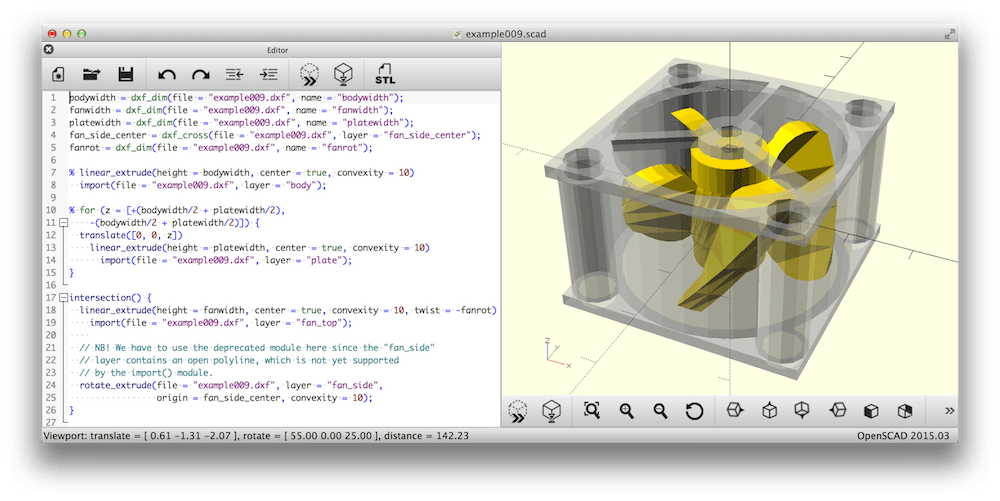 example009.scad
Editor
STL
1 bodywidth = dxf_dim(file = "example009.dxf", name = "bodywidth");
2 fanwidth = dxf_dim(file = "example009.dxf", name = "fanwidth");
3 platewidth = dxf_dim(file = "example009.dxf", name = "platewidth");
4 fan_side_center = dxf_cross(file = "example009.dxf", layer = "fan_side_center");
5 fanrot = dxf_dim(file = "example009.dxf", name = "fanrot");
6
7 % linear_extrude(height = bodywidth, center = true, convexity = 10)
8 import(file = "example009.dxf", layer = "body");
9
10 % for (z = [+(bodywidth/2 + platewidth/2),
11 -(bodywidth/2 + platewidth/2)]) {
12 translate([0, 0, z])
13 linear_extrude(height = platewidth, center = true, convexity = 10)
14 import(file = "example009.dxf", layer = "plate");
15 }
16
17 intersection() {
18 linear_extrude(height = fanwidth, center = true, convexity = 10, twist = -fanrot)
19 import(file = "example009.dxf", layer = "fan_top");
20
21 // NB! We have to use the deprecated module here since the "fan_side"
22 // layer contains an open polyline, which is not yet supported
23 // by the import() module.
24 rotate_extrude(file = "example009.dxf", layer = "fan_side",
25 origin = fan_side_center, convexity = 10);
26 }
27
z
x
Viewport: translate = [ 0.61 -1.31 -2.07 ], rotate = [ 55.00 0.00 25.00 ], distance = 142.23
OpenSCAD 2015.03